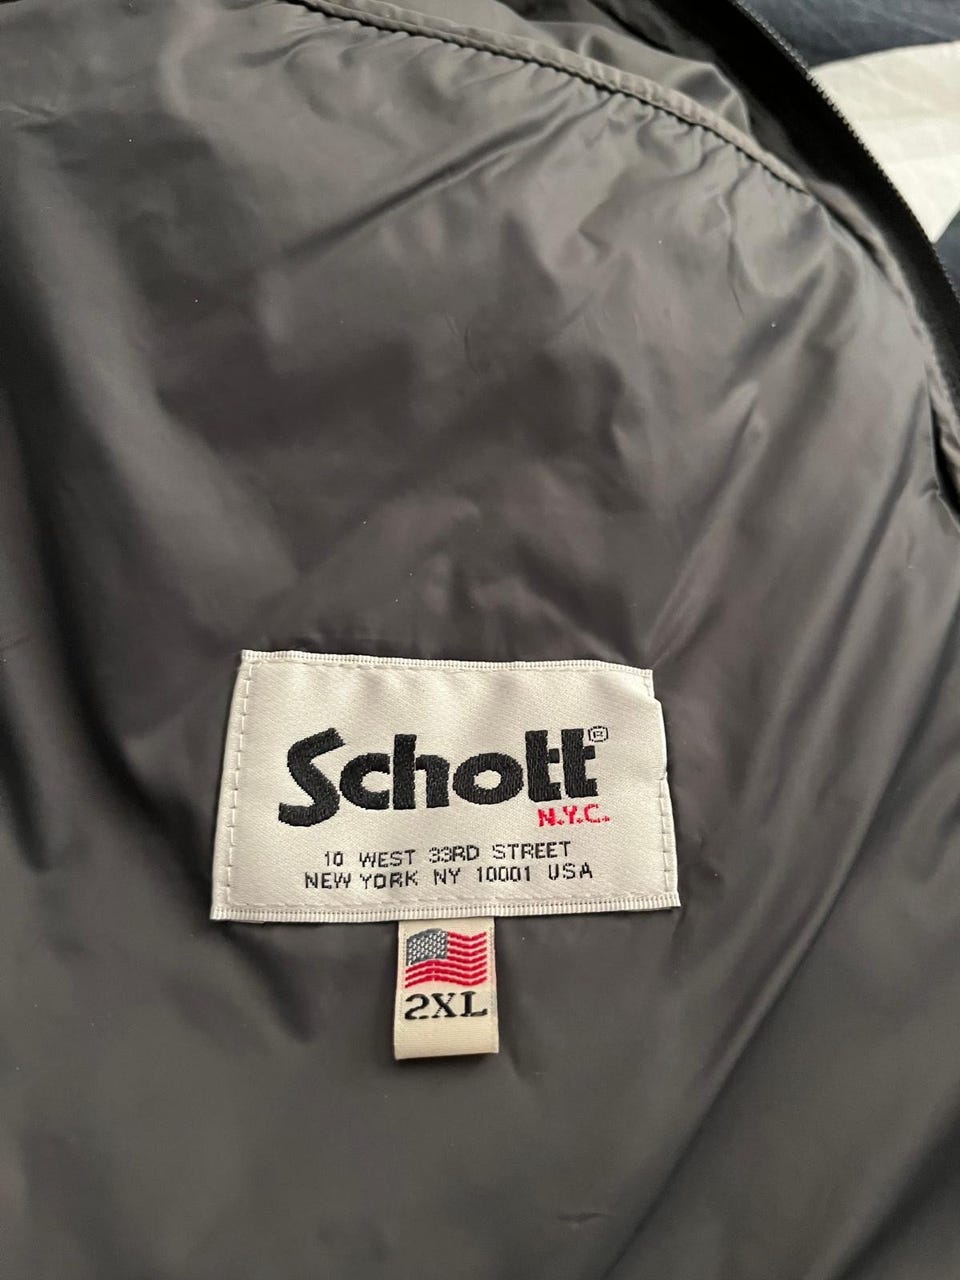 Schott®
N.Y.C.
10 WEST 33RD STREET
NEW YORK NY 10001 USA
2XL